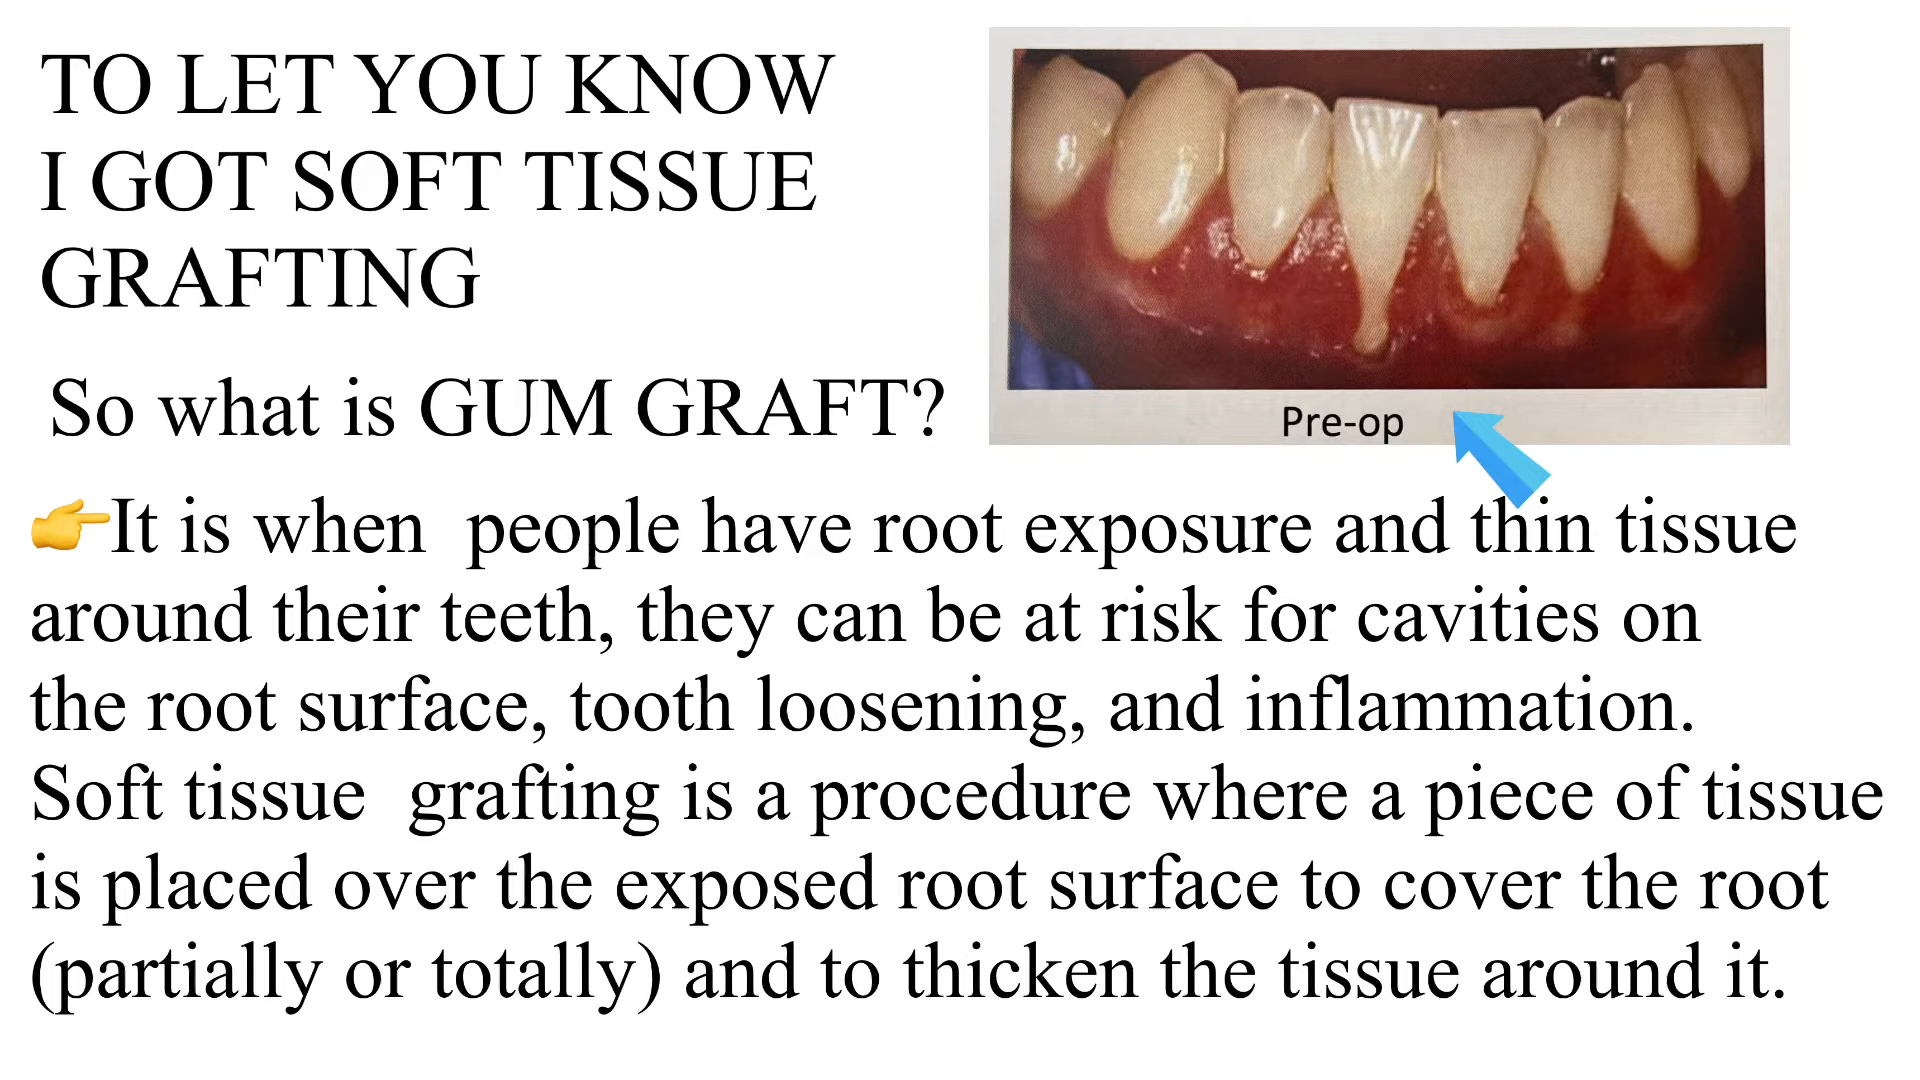 TO LET YOU KNOW
I GOT SOFT TISSUE
GRAFTING
So what is GUM GRAFT?
Pre-op
👉It is when people have root exposure and thin tissue
around their teeth, they can be at risk for cavities on
the root surface, tooth loosening, and inflammation.
Soft tissue grafting is a procedure where a piece of tissue
is placed over the exposed root surface to cover the root
(partially or totally) and to thicken the tissue around it.